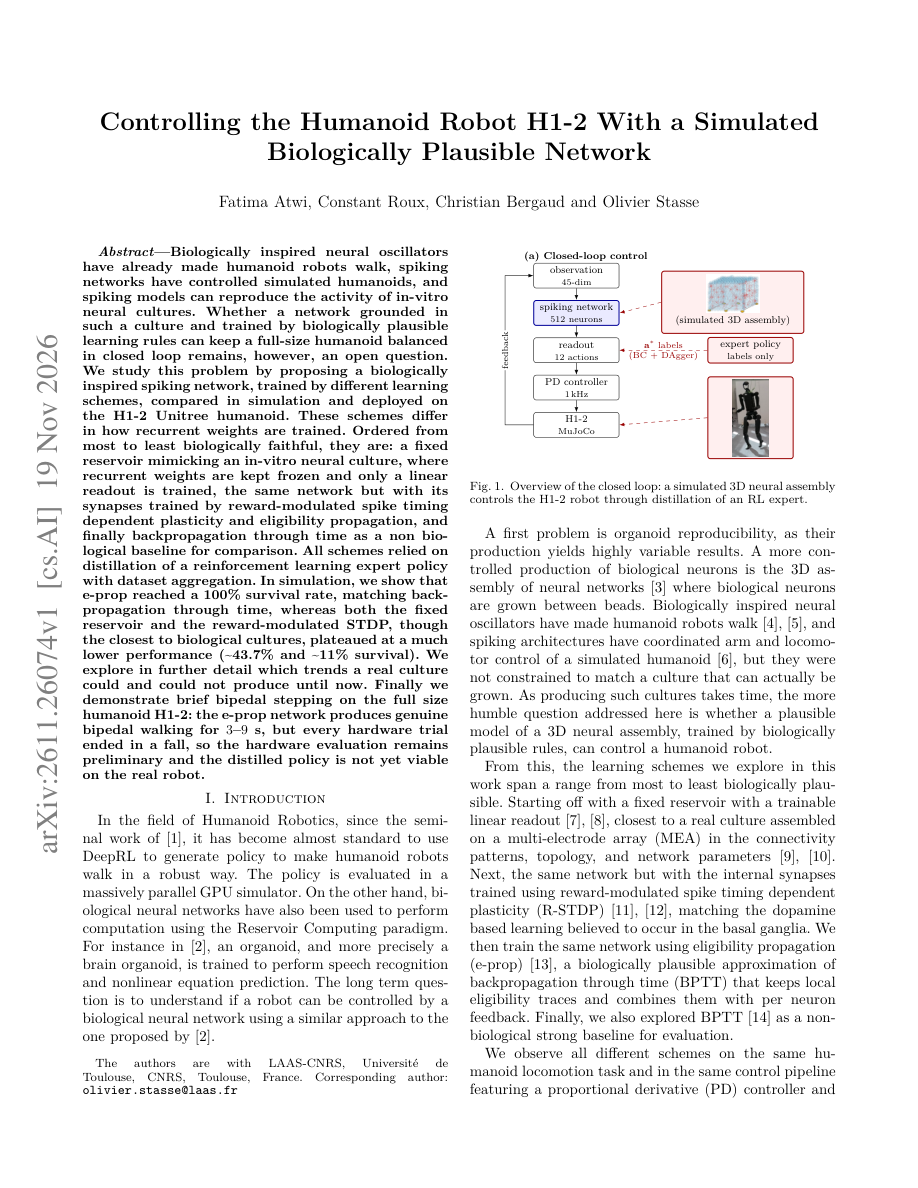 Controlling the Humanoid Robot H1-2 With a Simulated
Biologically Plausible Network
Fatima Atwi, Constant Roux, Christian Bergaud and Olivier Stasse
arXiv:2611.26074v1 [cs.AI] 19 Nov 2026
Abstract—Biologically inspired neural oscillators
have already made humanoid robots walk, spiking
networks have controlled simulated humanoids, and
spiking models can reproduce the activity of in-vitro
neural cultures. Whether a network grounded in
such a culture and trained by biologically plausible
learning rules can keep a full-size humanoid balanced
in closed loop remains, however, an open question.
We study this problem by proposing a biologically
inspired spiking network, trained by different learning
schemes, compared in simulation and deployed on
the H1-2 Unitree humanoid. These schemes differ
in how recurrent weights are trained. Ordered from
most to least biologically faithful, they are: a fixed
reservoir mimicking an in-vitro neural culture, where
recurrent weights are kept frozen and only a linear
readout is trained, the same network but with its
synapses trained by reward-modulated spike timing
dependent plasticity and eligibility propagation, and
finally backpropagation through time as a non bi-
ological baseline for comparison. All schemes relied on
distillation of a reinforcement learning expert policy
with dataset aggregation. In simulation, we show that
e-prop reached a 100% survival rate, matching back-
propagation through time, whereas both the fixed
reservoir and the reward-modulated STDP, though
the closest to biological cultures, plateaued at a much
lower performance (~43.7% and ~11% survival). We
explore in further detail which trends a real culture
could and could not produce until now. Finally we
demonstrate brief bipedal stepping on the full size
humanoid H1-2: the e-prop network produces genuine
bipedal walking for 3–9 s, but every hardware trial
ended in a fall, so the hardware evaluation remains
preliminary and the distilled policy is not yet viable
on the real robot.
I. Introduction
In the field of Humanoid Robotics, since the semi-
nal work of [1], it has become almost standard to use
DeepRL to generate policy to make humanoid robots
walk in a robust way. The policy is evaluated in a
massively parallel GPU simulator. On the other hand, bi-
ological neural networks have also been used to perform
computation using the Reservoir Computing paradigm.
For instance in [2], an organoid, and more precisely a
brain organoid, is trained to perform speech recognition
and nonlinear equation prediction. The long term ques-
tion is to understand if a robot can be controlled by a
biological neural network using a similar approach to the
one proposed by [2].
The authors are with LAAS-CNRS, Université de
Toulouse, CNRS, Toulouse, France. Corresponding author:
olivier.stasse@laas.fr
(a) Closed-loop control
observation
45-dim
spiking network
512 neurons
readout
12 actions
PD controller
1 kHz
H1-2
MuJoCo
feedback
(simulated 3D assembly)
a* labels
(BC + DAgger)
expert policy
labels only
Fig. 1. Overview of the closed loop: a simulated 3D neural assembly
controls the H1-2 robot through distillation of an RL expert.
A first problem is organoid reproducibility, as their
production yields highly variable results. A more con-
trolled production of biological neurons is the 3D as-
sembly of neural networks [3] where biological neurons
are grown between beads. Biologically inspired neural
oscillators have made humanoid robots walk [4], [5], and
spiking architectures have coordinated arm and locomo-
tor control of a simulated humanoid [6], but they were
not constrained to match a culture that can actually be
grown. As producing such cultures takes time, the more
humble question addressed here is whether a plausible
model of a 3D neural assembly, trained by biologically
plausible rules, can control a humanoid robot.
From this, the learning schemes we explore in this
work span a range from most to least biologically plau-
sible. Starting off with a fixed reservoir with a trainable
linear readout [7], [8], closest to a real culture assembled
on a multi-electrode array (MEA) in the connectivity
patterns, topology, and network parameters [9], [10].
Next, the same network but with the internal synapses
trained using reward-modulated spike timing dependent
plasticity (R-STDP) [11], [12], matching the dopamine
based learning believed to occur in the basal ganglia. We
then train the same network using eligibility propagation
(e-prop) [13], a biologically plausible approximation of
backpropagation through time (BPTT) that keeps local
eligibility traces and combines them with per neuron
feedback. Finally, we also explored BPTT [14] as a non-
biological strong baseline for evaluation.
We observe all different schemes on the same hu-
manoid locomotion task and in the same control pipeline
featuring a proportional derivative (PD) controller and